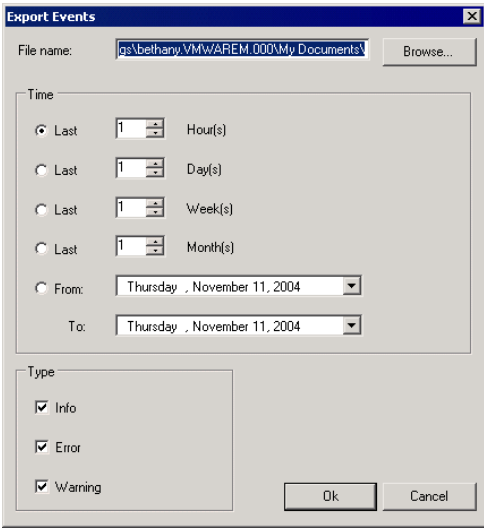 Export Events
File name: gs\bethany.VMWAREM.000\My Documents\ Browse...
Time
Last 1 Hour(s)
Last 1 Day(s)
Last 1 Week(s)
Last 1 Month(s)
From: Thursday , November 11, 2004
To: Thursday , November 11, 2004
Type
Info
Error
Warning
Ok Cancel